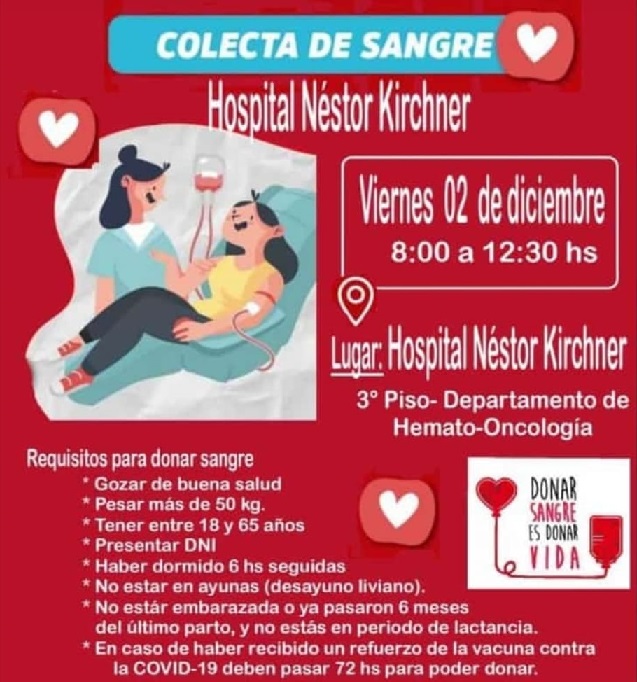 COLECTA DE SANGRE
Hospital Néstor Kirchner
Viernes 02 de diciembre
8:00 a 12:30 hs
Lugar: Hospital Néstor Kirchner
3º Piso- Departamento de
Hemato-Oncología
Requisitos para donar sangre
* Gozar de buena salud
* Pesar más de 50 kg.
* Tener entre 18 y 65 años
* Presentar DNI
* Haber dormido 6 hs seguidas
* No estar en ayunas (desayuno liviano).
* No estár embarazada o ya pasaron 6 meses
del último parto, y no estás en periodo de lactancia.
* En caso de haber recibido un refuerzo de la vacuna contra
la COVID-19 deben pasar 72 hs para poder donar.
DONAR
SANGRE
ES DONAR
VIDA